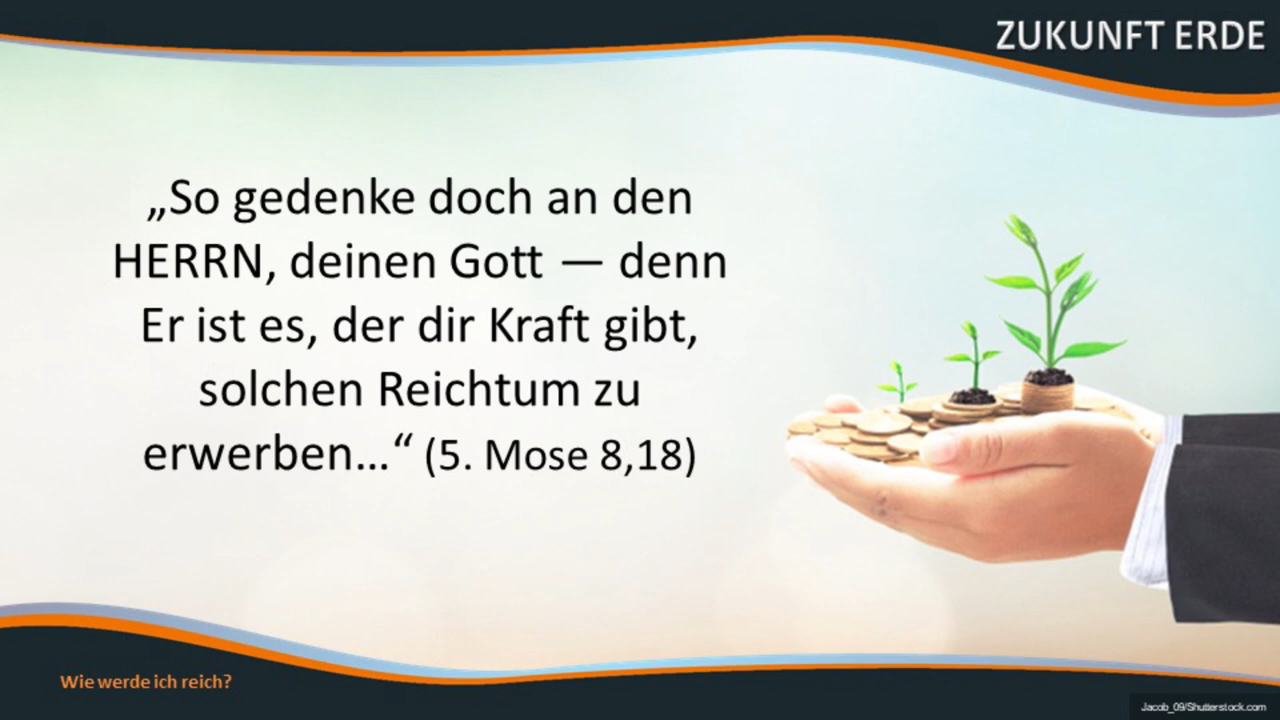 ZUKUNFT ERDE
„So gedenke doch an den
HERRN, deinen Gott — denn
Er ist es, der dir Kraft gibt,
solchen Reichtum zu
erwerben…“ (5. Mose 8,18)
Wie werde ich reich?
Jacob_09/Shutterstock.com